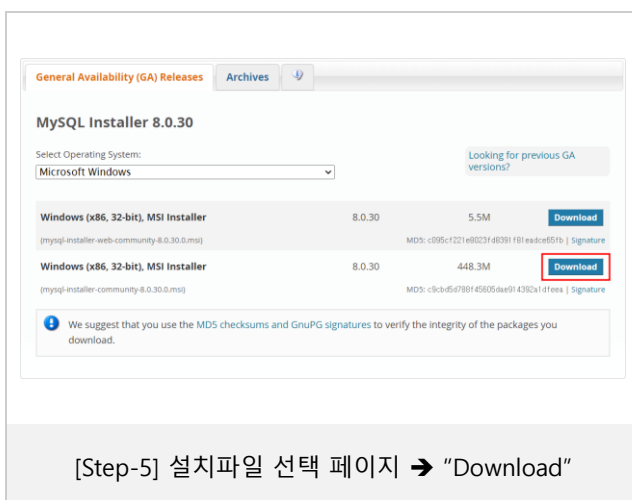 General Availability (GA) Releases Archives
MySQL Installer 8.0.30
Select Operating System:
Looking for previous GA versions?
Microsoft Windows
Windows (x86, 32-bit), MSI Installer 8.0.30 5.5M Download
(mysql-installer-web-community-8.0.30.0.msi) MD5: c095cf221e8023fd8391f81eadce65fb | Signature
Windows (x86, 32-bit), MSI Installer 8.0.30 448.3M Download
(mysql-installer-community-8.0.30.0.msi) MD5: c9cbd5d788f45605dae914392a1dfeea | Signature
We suggest that you use the MD5 checksums and GnuPG signatures to verify the integrity of the packages you
download.
[Step-5] 설치파일 선택 페이지 ➔ "Download"